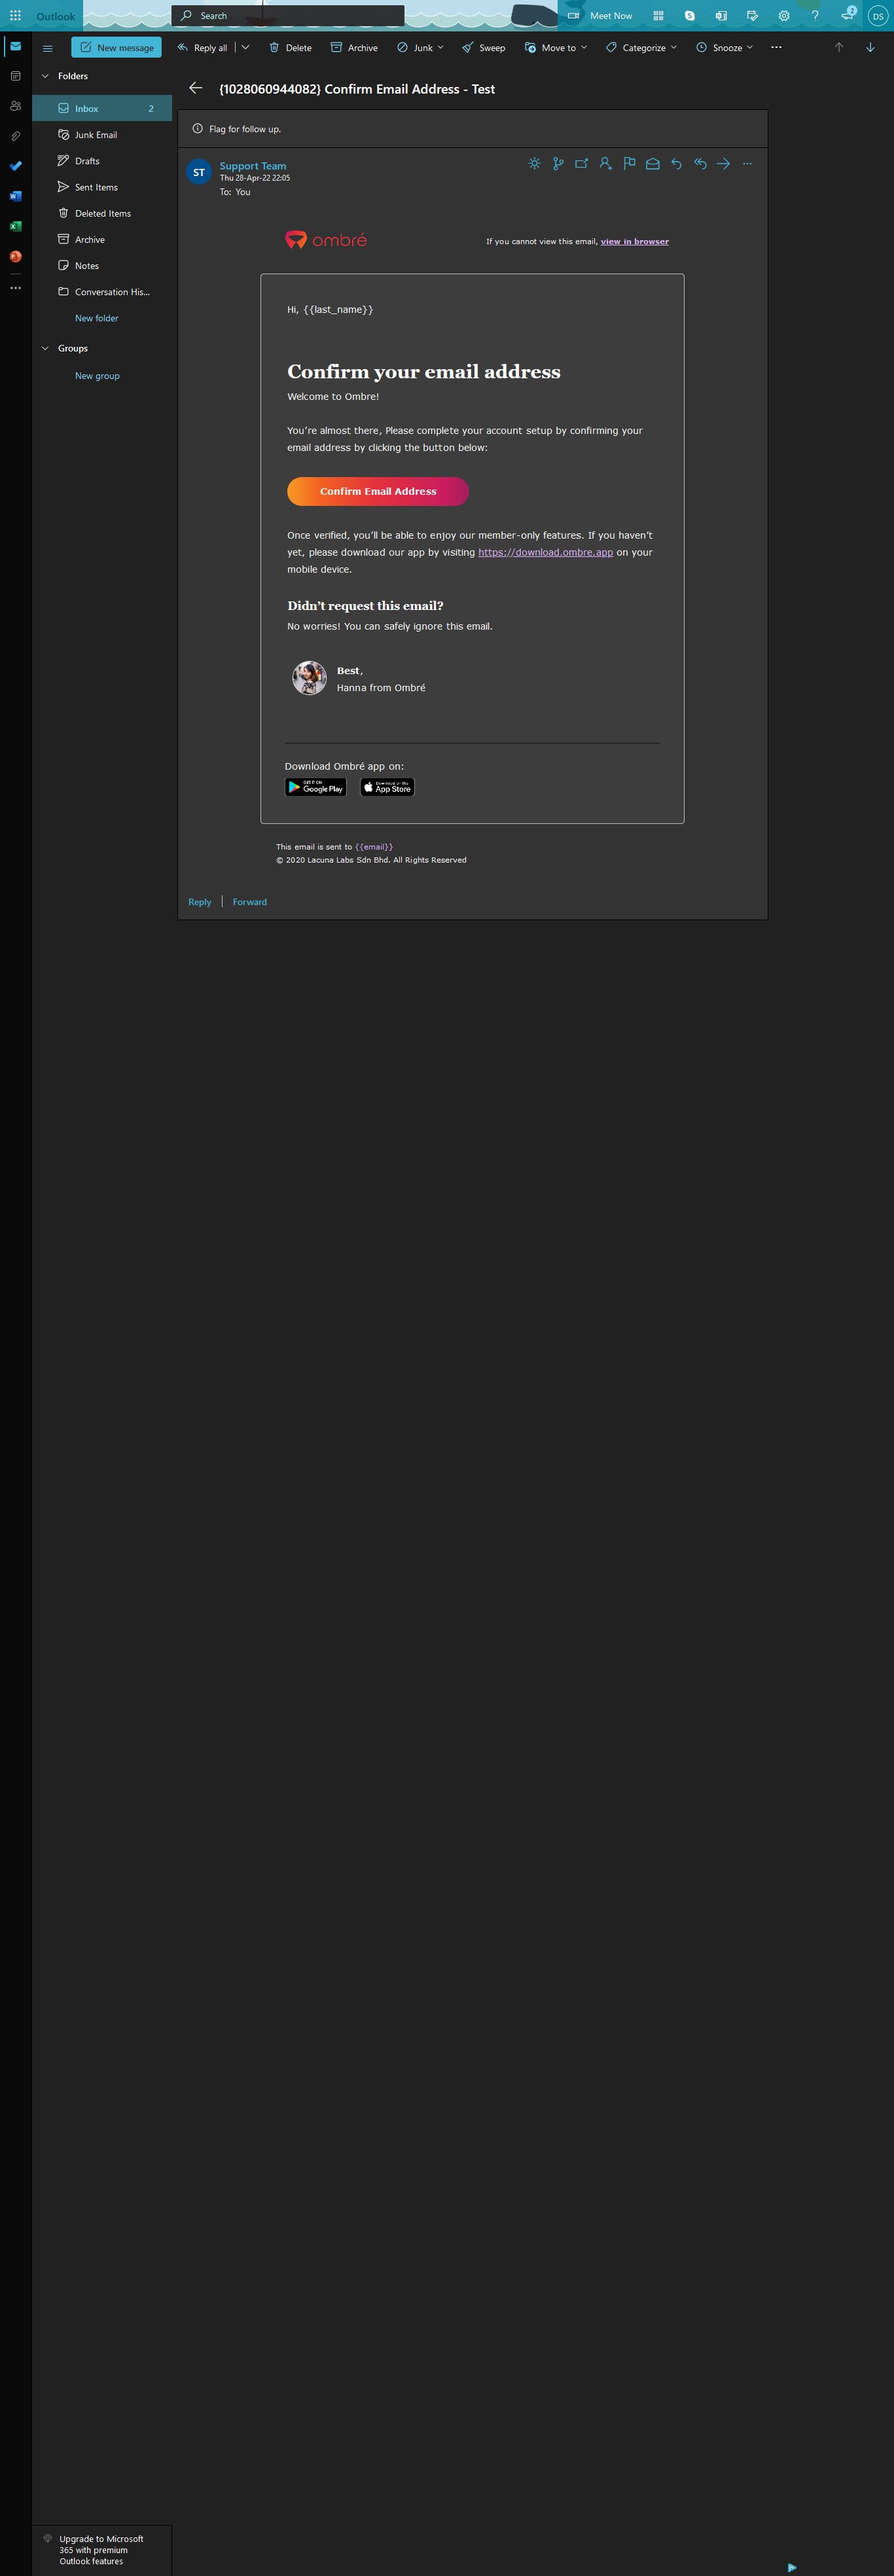 Outlook
Search
Meet Now
2
DS
New message
Reply all
Delete
Archive
Junk
Sweep
Move to
Categorize
Snooze
Folders
Inbox 2
Junk Email
Drafts
Sent Items
Deleted Items
Archive
Notes
Conversation His...
New folder
Groups
New group
{1028060944082} Confirm Email Address - Test
Flag for follow up.
ST
Support Team
Thu 28-Apr-22 22:05
To: You
ombré
If you cannot view this email, view in browser
Hi, {{last_name}}
Confirm your email address
Welcome to Ombre!
You’re almost there, Please complete your account setup by confirming your
email address by clicking the button below:
Confirm Email Address
Once verified, you’ll be able to enjoy our member-only features. If you haven’t
yet, please download our app by visiting https://download.ombre.app on your
mobile device.
Didn’t request this email?
No worries! You can safely ignore this email.
Best,
Hanna from Ombré
Download Ombré app on:
GET IT ON
Google Play
Download on the
App Store
This email is sent to {{email}}
© 2020 Lacuna Labs Sdn Bhd. All Rights Reserved
Reply
Forward
Upgrade to Microsoft
365 with premium
Outlook features